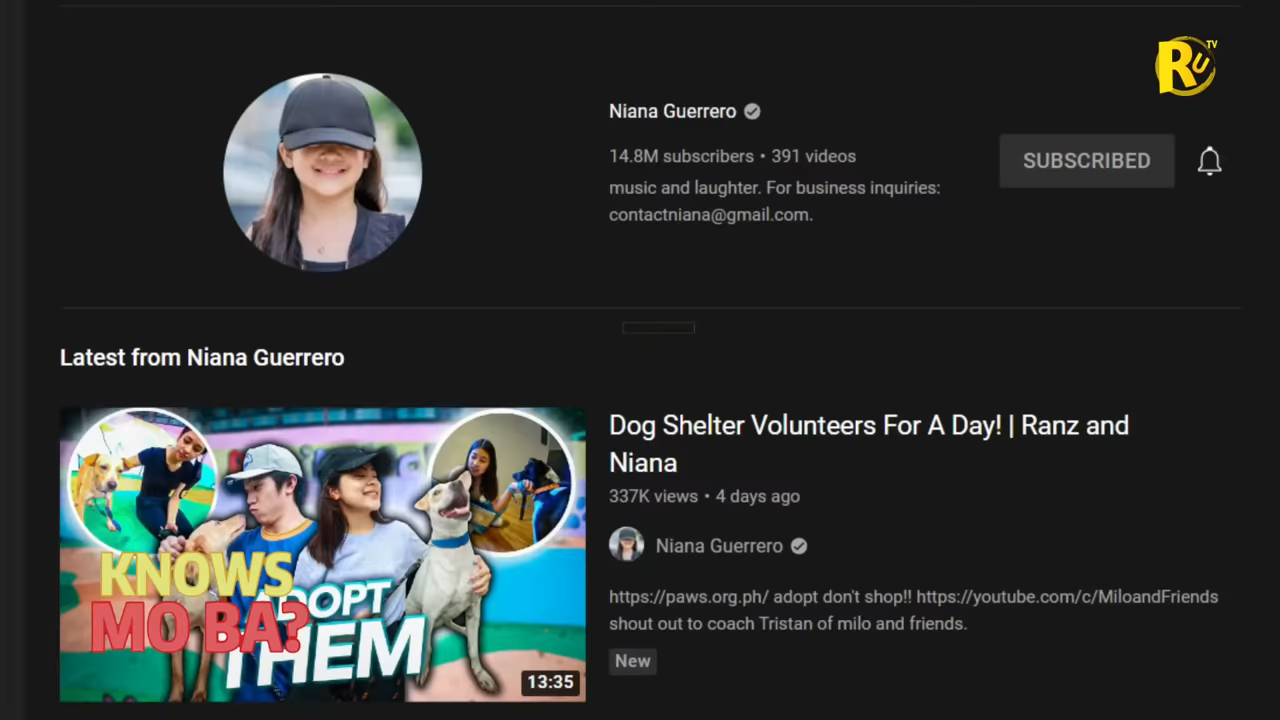 RU TV
Niana Guerrero
14.8M subscribers • 391 videos
SUBSCRIBED
music and laughter. For business inquiries:
contactniana@gmail.com.
Latest from Niana Guerrero
Dog Shelter Volunteers For A Day! | Ranz and
Niana
337K views • 4 days ago
Niana Guerrero
https://paws.org.ph/ adopt don't shop!! https://youtube.com/c/MiloandFriends
shout out to coach Tristan of milo and friends.
New
KNOWS
MO BA?
ADOPT
THEM
13:35